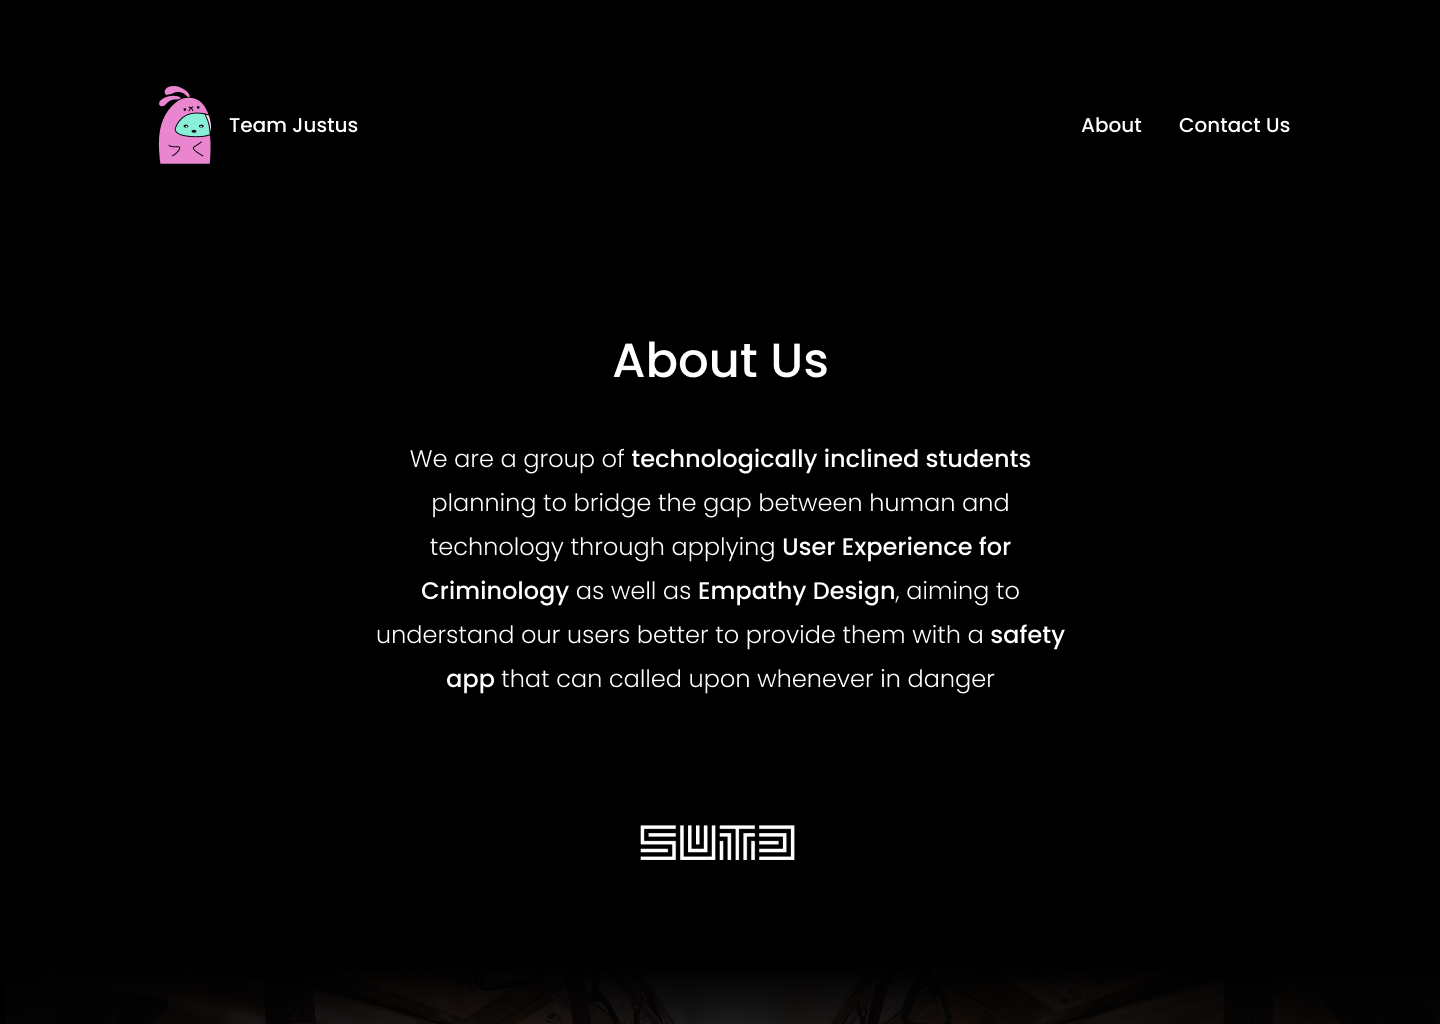 Team Justus
About
Contact Us
About Us
We are a group of technologically inclined students
planning to bridge the gap between human and
technology through applying User Experience for
Criminology as well as Empathy Design, aiming to
understand our users better to provide them with a safety
app that can called upon whenever in danger
SUTD